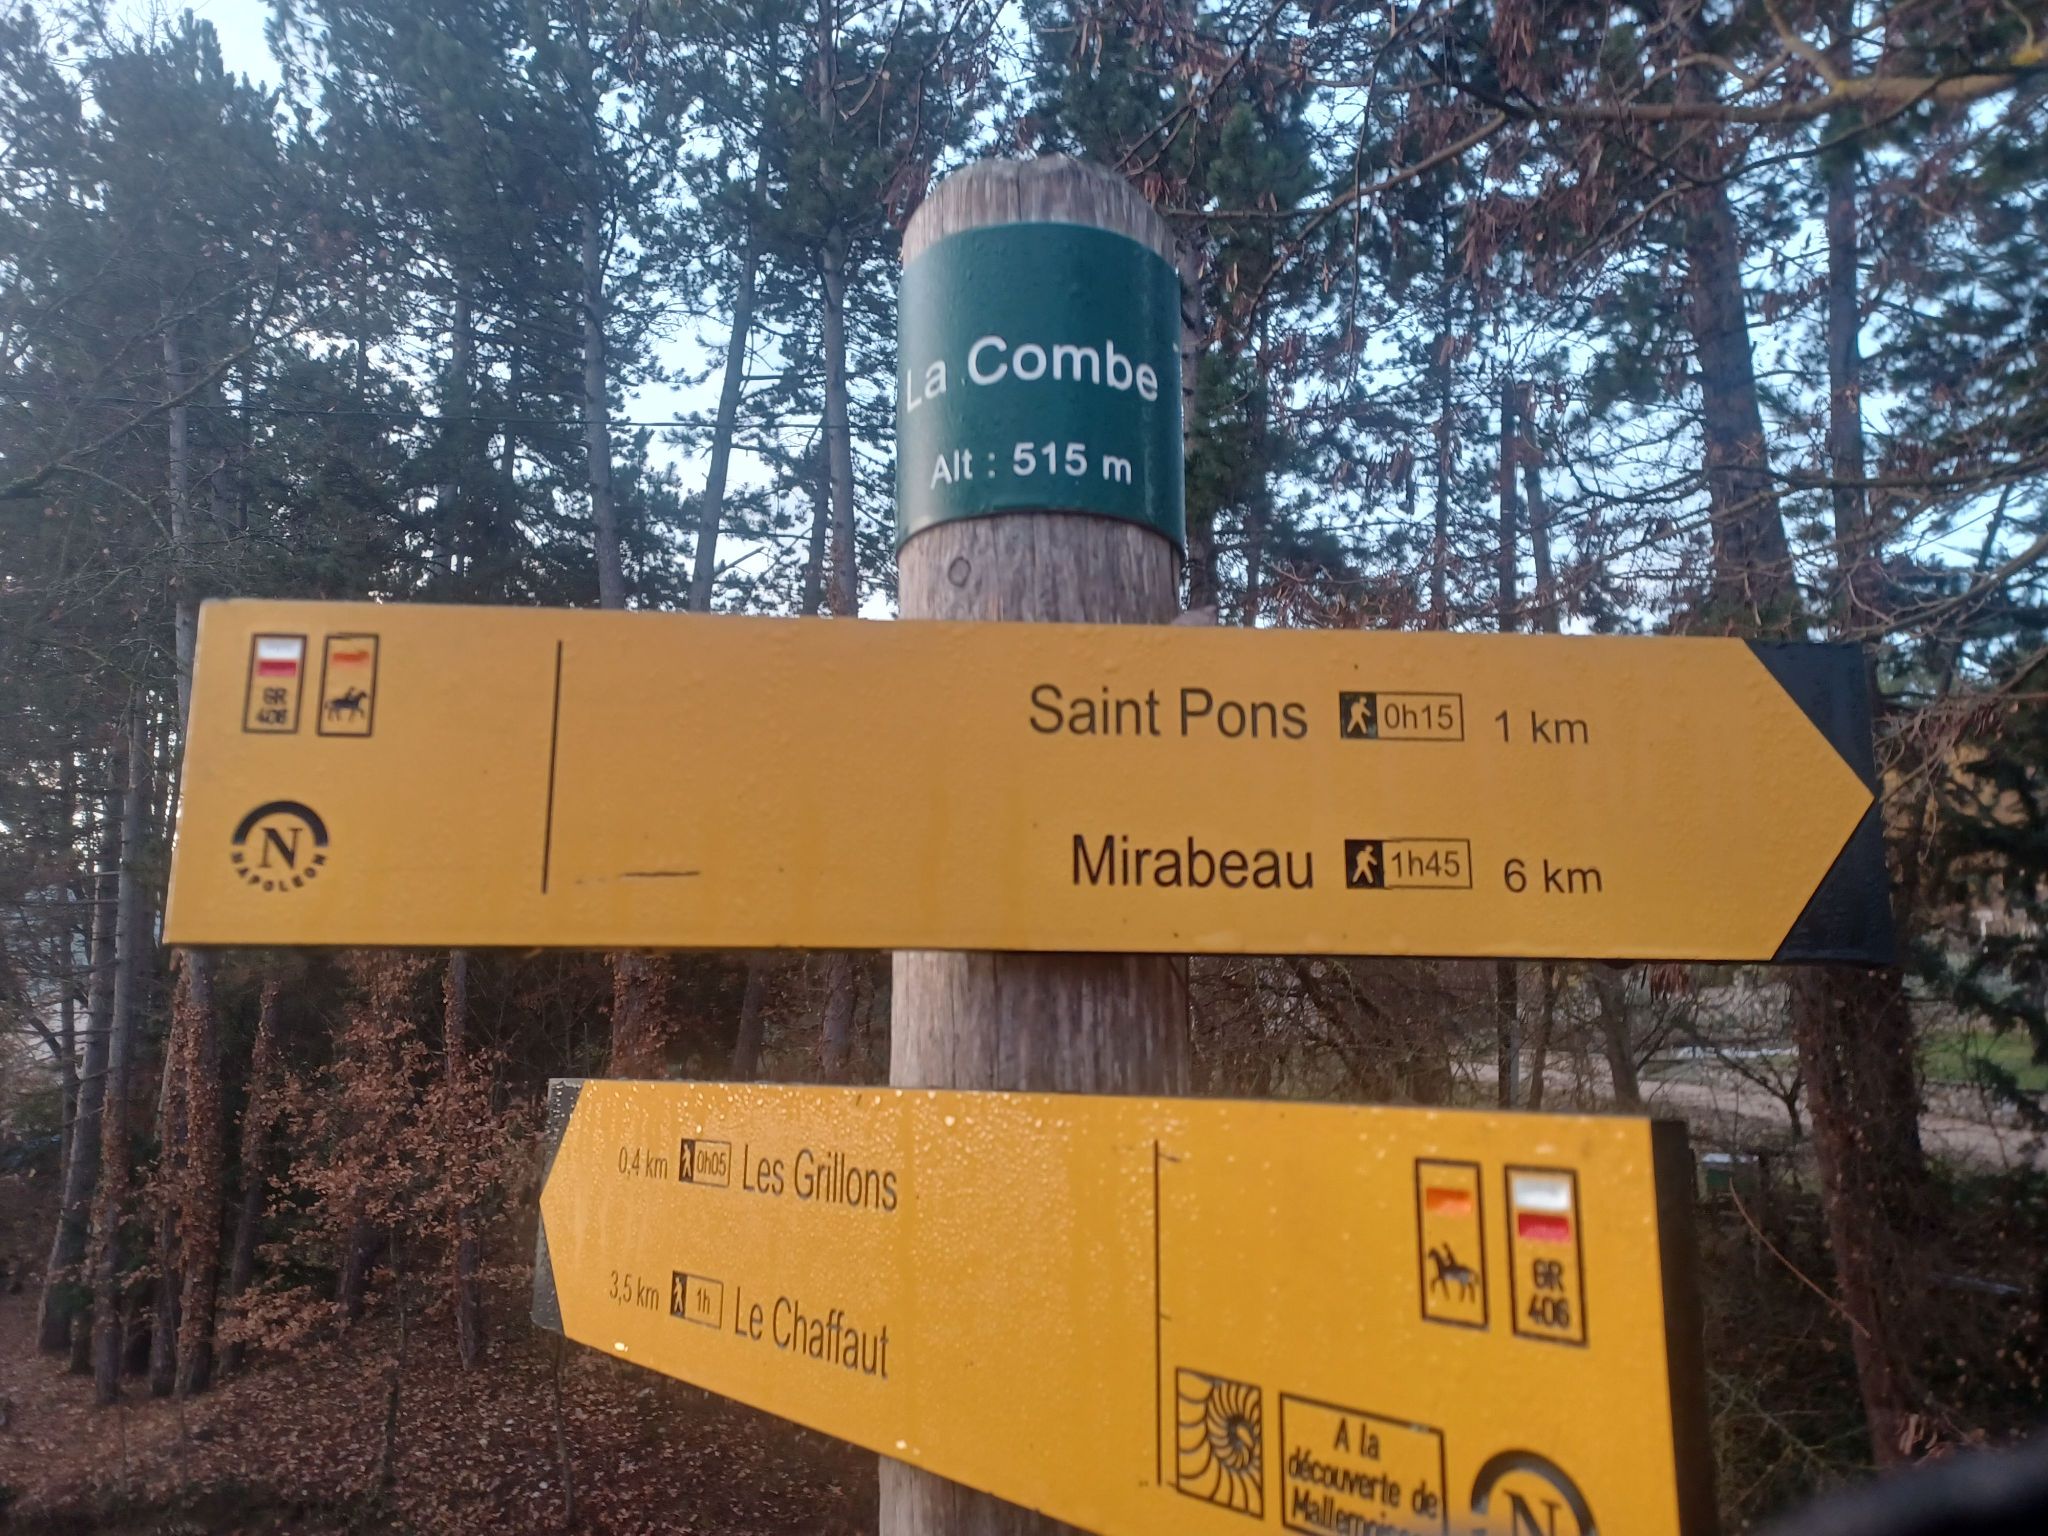 La Combe
Alt : 515 m
GR
406
Saint Pons 0h15 1 km
N
NAPOLEON
Mirabeau 1h45 6 km
0,4 km 0h05 Les Grillons
3,5 km 1h Le Chaffaut
GR
406
A la
découverte de
N